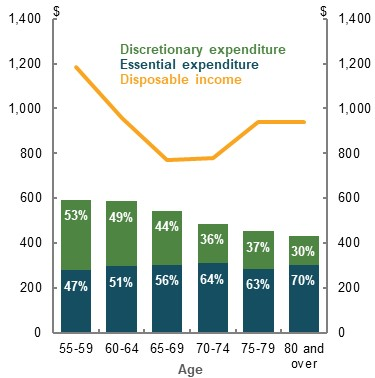 $ $
1,400 1,400
1,200 1,200
1,000 1,000
800 800
600 600
400 400
200 200
0 0
Discretionary expenditure
Essential expenditure
Disposable income
53% 49% 44% 36% 37% 30%
47% 51% 56% 64% 63% 70%
55-59 60-64 65-69 70-74 75-79 80 and
over
Age